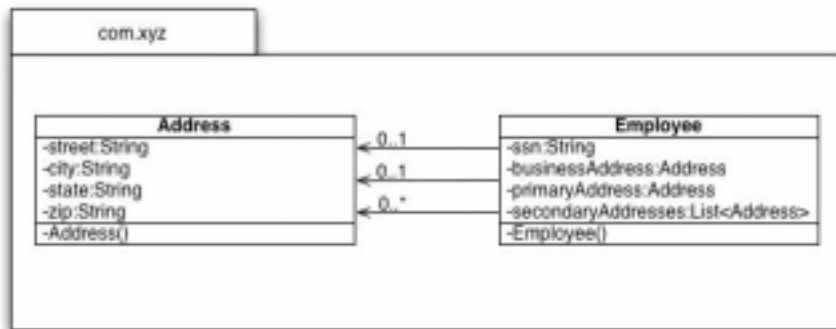 com.xyz
Address
-street:String
-city:String
-state:String
-zip:String
-Address()
0..1
0..1
0..*
Employee
-ssn:String
-businessAddress:Address
-primaryAddress:Address
-secondaryAddresses:List<Address>
-Employee()